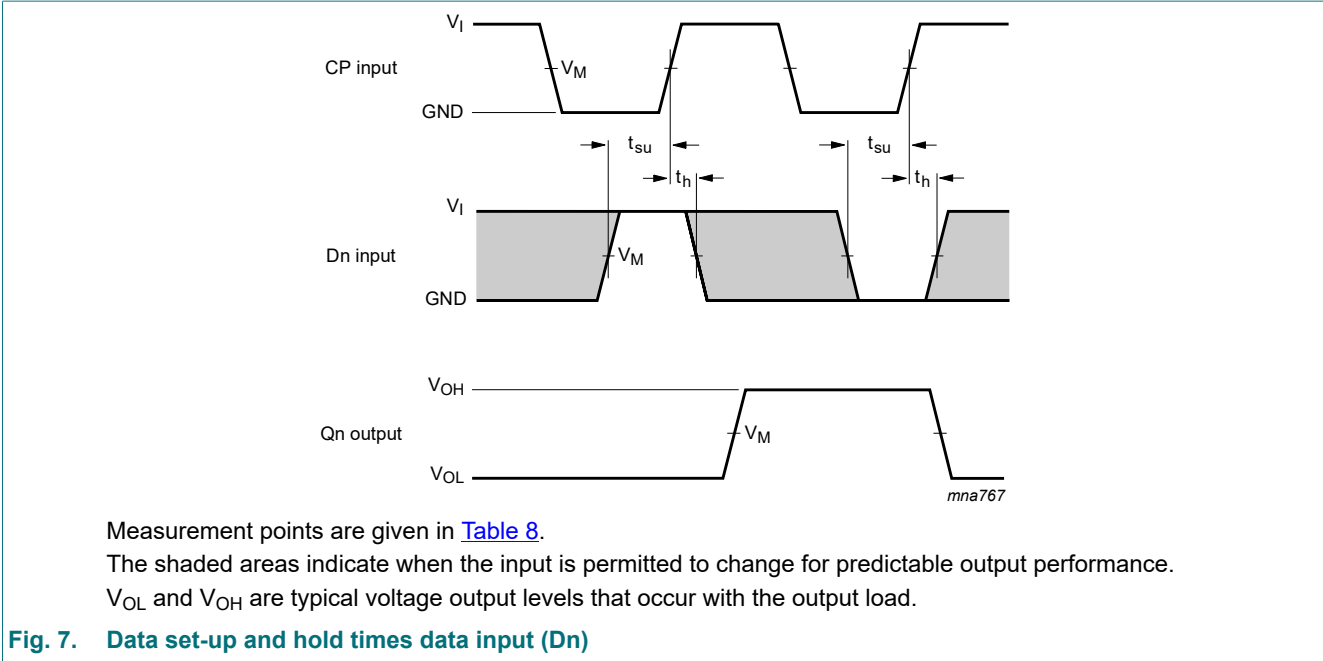 V_I
CP input
V_M
GND
t_su
t_su
t_h
t_h
V_I
Dn input
V_M
GND
V_OH
Qn output
V_M
V_OL
mna767
Measurement points are given in Table 8.
The shaded areas indicate when the input is permitted to change for predictable output performance.
V_OL and V_OH are typical voltage output levels that occur with the output load.
Fig. 7. Data set-up and hold times data input (Dn)